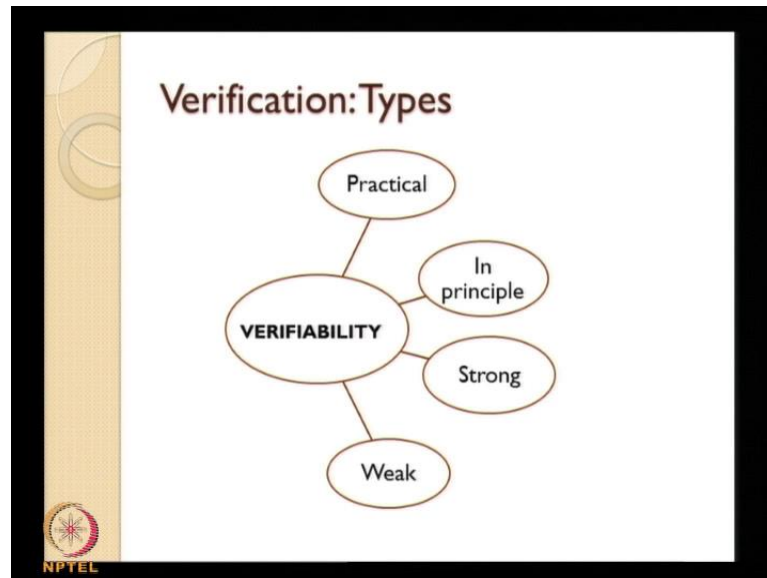 Verification: Types
Practical
In
principle
VERIFIABILITY
Strong
Weak
NPTEL